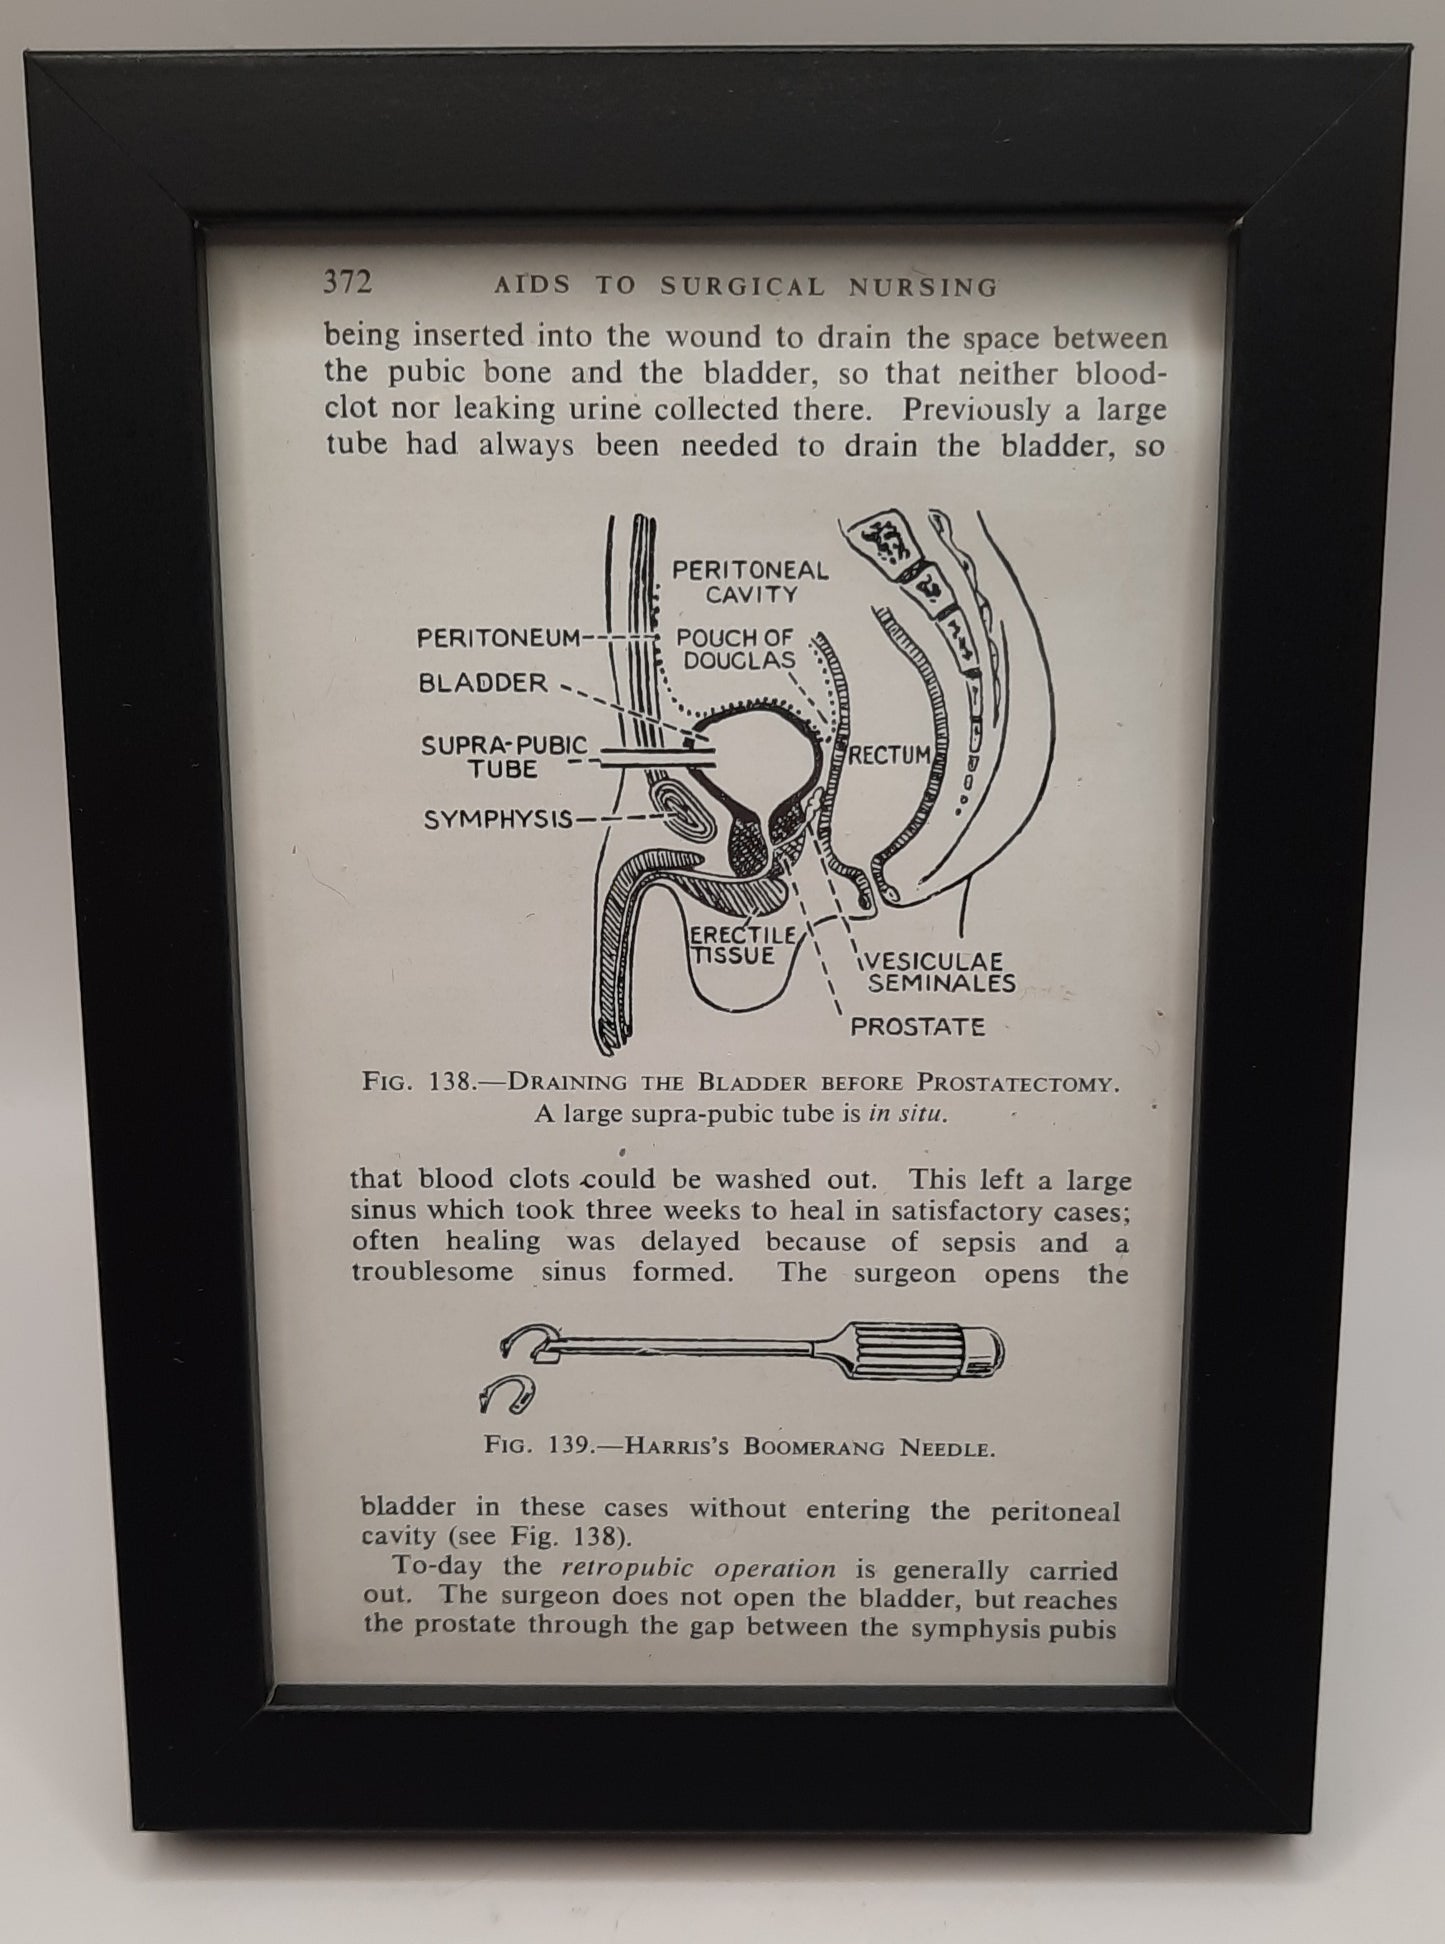 372 AIDS TO SURGICAL NURSING
being inserted into the wound to drain the space between
the pubic bone and the bladder, so that neither blood-
clot nor leaking urine collected there. Previously a large
tube had always been needed to drain the bladder, so
PERITONEAL
CAVITY
PERITONEUM
POUCH OF
DOUGLAS
BLADDER
SUPRA-PUBIC
TUBE
RECTUM
SYMPHYSIS
ERECTILE
TISSUE
VESICULAE
SEMINALES
PROSTATE
FIG. 138.—DRAINING THE BLADDER BEFORE PROSTATECTOMY.
A large supra-pubic tube is in situ.
that blood clots could be washed out. This left a large
sinus which took three weeks to heal in satisfactory cases;
often healing was delayed because of sepsis and a
troublesome sinus formed. The surgeon opens the
FIG. 139.—HARRIS'S BOOMERANG NEEDLE.
bladder in these cases without entering the peritoneal
cavity (see Fig. 138).
To-day the retropubic operation is generally carried
out. The surgeon does not open the bladder, but reaches
the prostate through the gap between the symphysis pubis